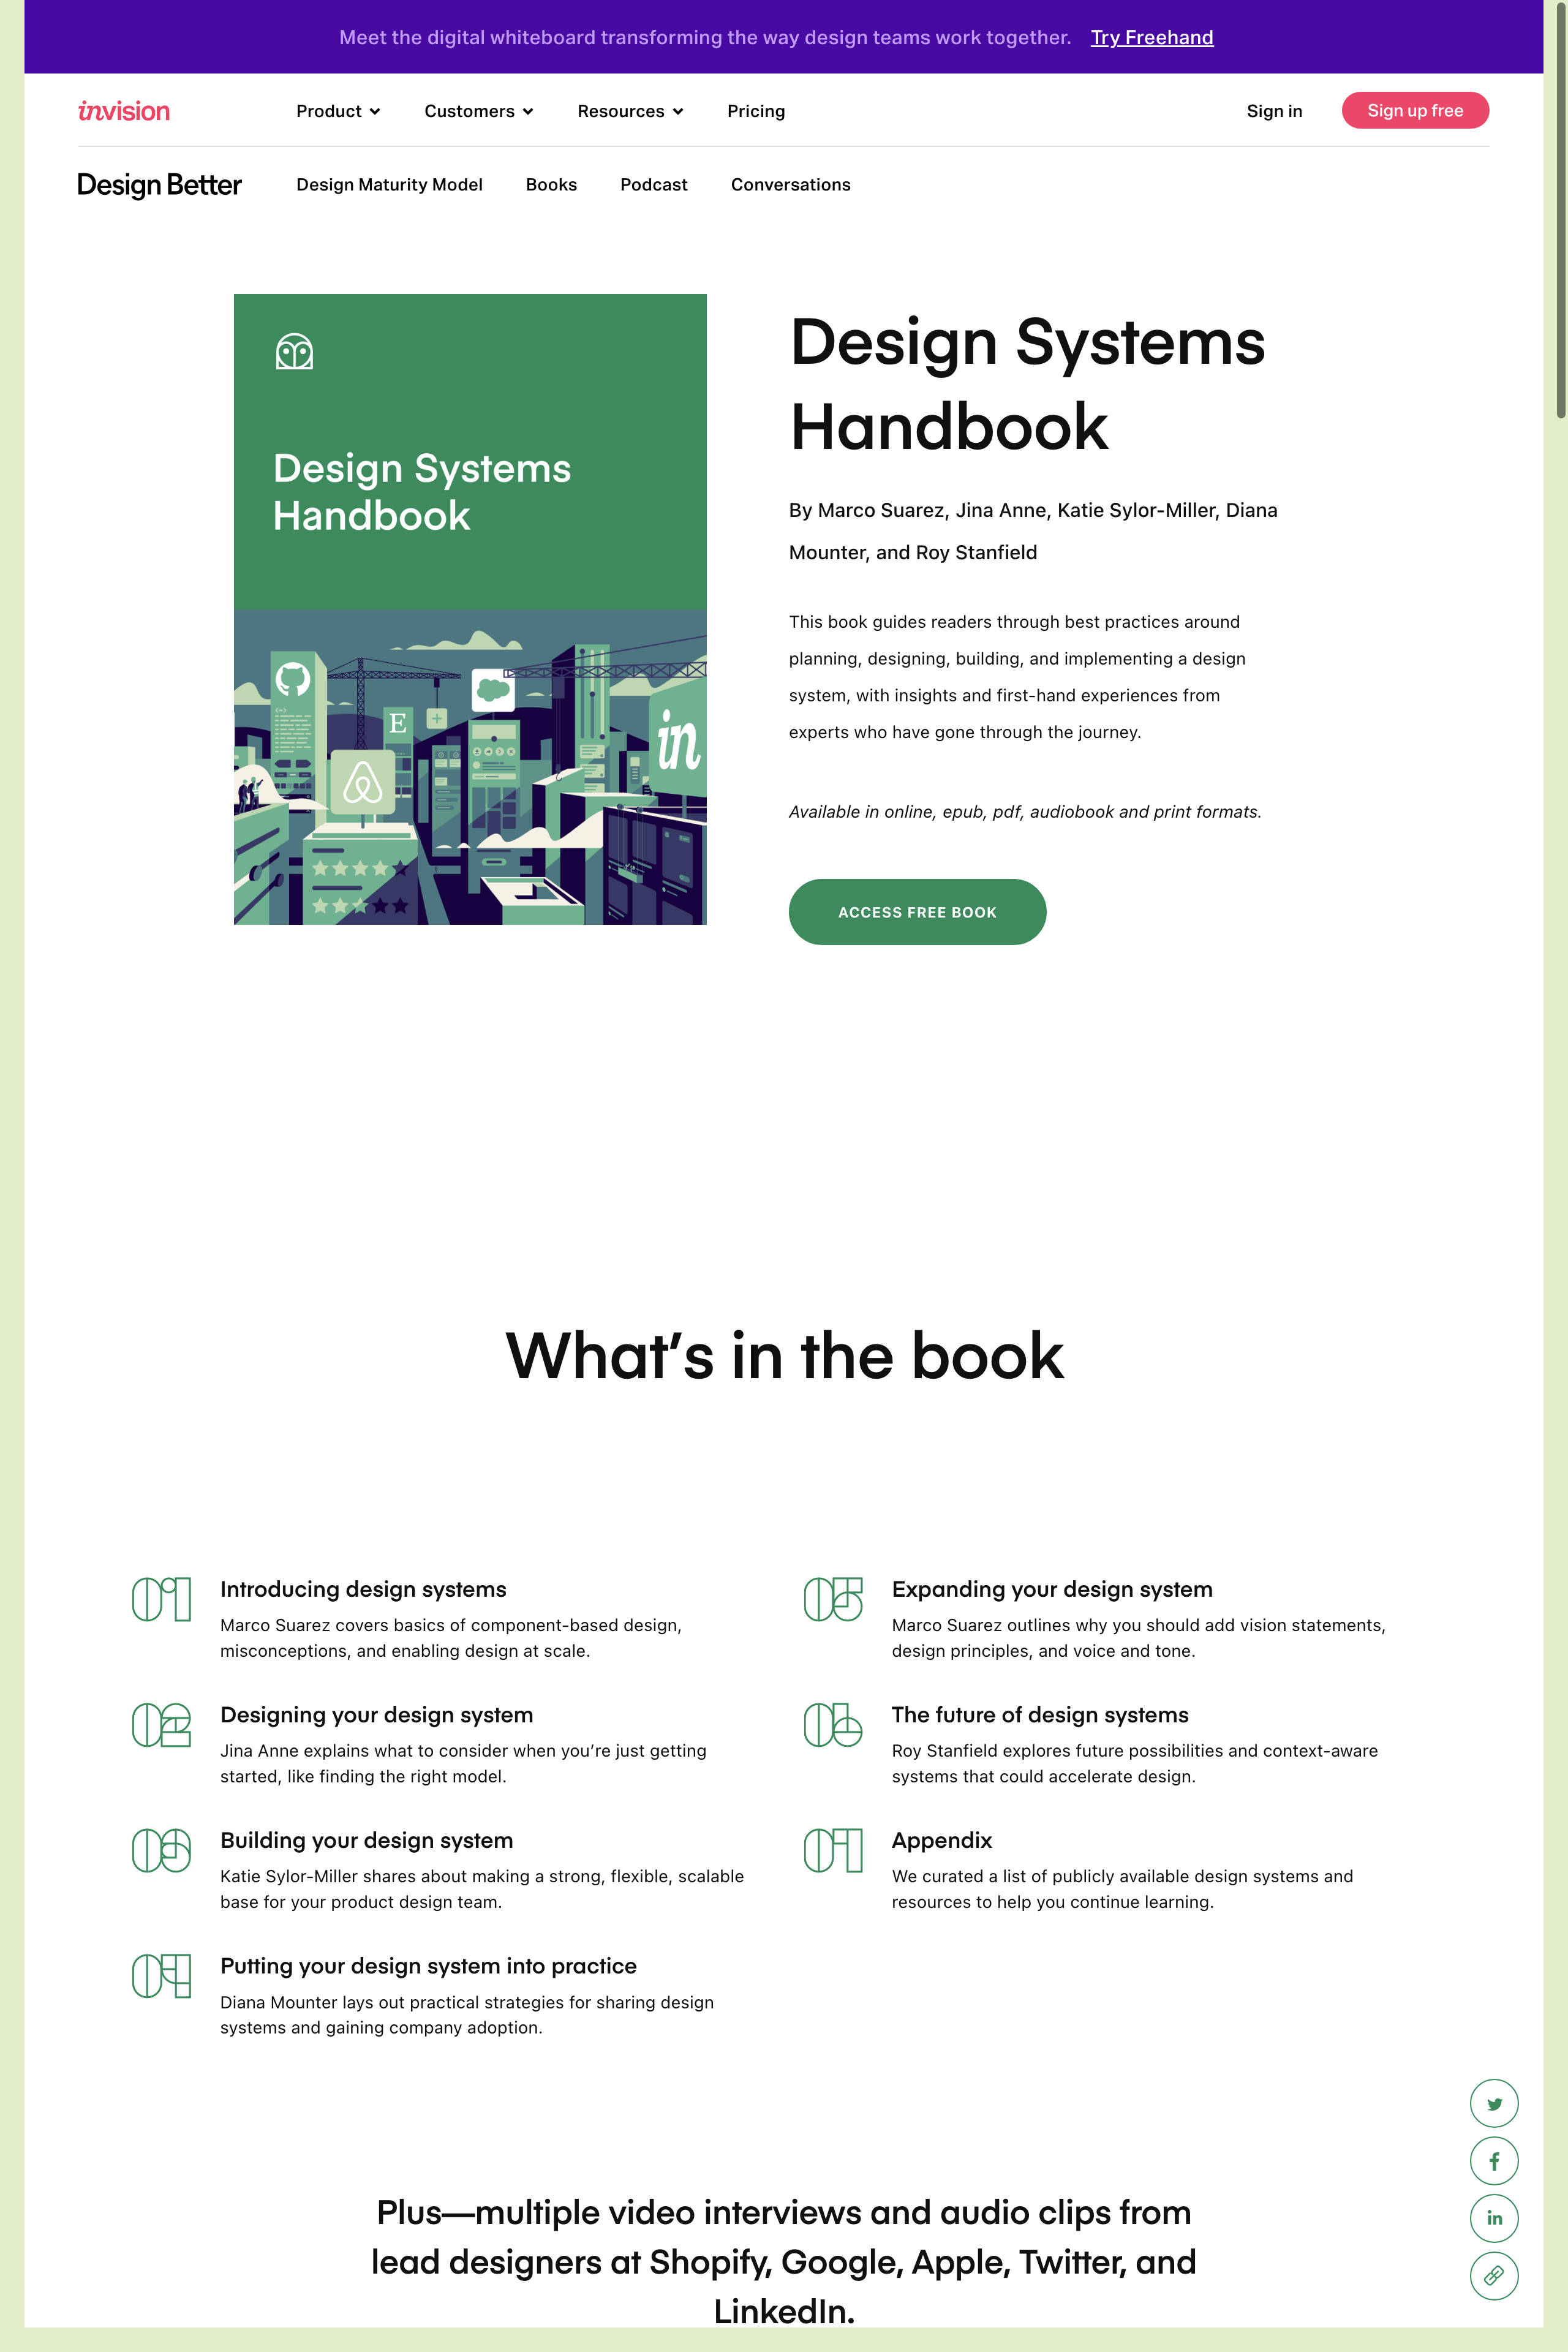 Meet the digital whiteboard transforming the way design teams work together. Try Freehand
invision
Product
Customers
Resources
Pricing
Sign in
Sign up free
Design Better
Design Maturity Model
Books
Podcast
Conversations
Design Systems
Handbook
E
in
Design Systems
Handbook
By Marco Suarez, Jina Anne, Katie Sylor-Miller, Diana
Mounter, and Roy Stanfield
This book guides readers through best practices around
planning, designing, building, and implementing a design
system, with insights and first-hand experiences from
experts who have gone through the journey.
Available in online, epub, pdf, audiobook and print formats.
ACCESS FREE BOOK
What’s in the book
01
Introducing design systems
Marco Suarez covers basics of component-based design,
misconceptions, and enabling design at scale.
02
Designing your design system
Jina Anne explains what to consider when you’re just getting
started, like finding the right model.
03
Building your design system
Katie Sylor-Miller shares about making a strong, flexible, scalable
base for your product design team.
04
Putting your design system into practice
Diana Mounter lays out practical strategies for sharing design
systems and gaining company adoption.
05
Expanding your design system
Marco Suarez outlines why you should add vision statements,
design principles, and voice and tone.
06
The future of design systems
Roy Stanfield explores future possibilities and context-aware
systems that could accelerate design.
07
Appendix
We curated a list of publicly available design systems and
resources to help you continue learning.
Plus—multiple video interviews and audio clips from
lead designers at Shopify, Google, Apple, Twitter, and
LinkedIn.